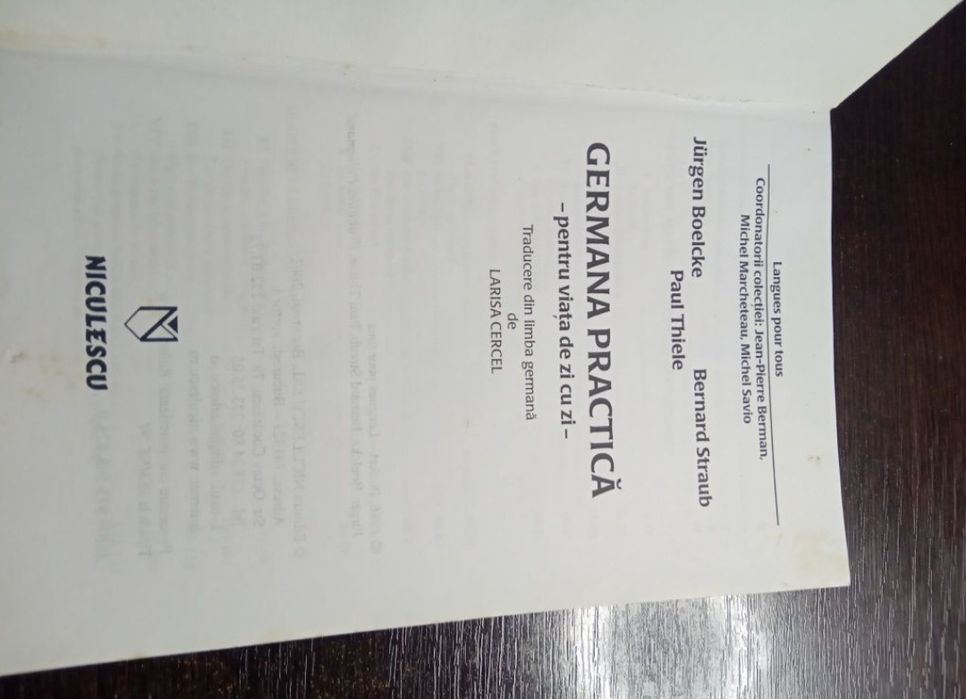 Langues pour tous
Coordonatorii colecției: Jean-Pierre Berman,
Michel Marcheteau, Michel Savio
Jürgen Boelcke Bernard Straub
Paul Thiele
GERMANA PRACTICĂ
– pentru viața de zi cu zi –
Traducere din limba germană
de
LARISA CERCEL
NICULESCU